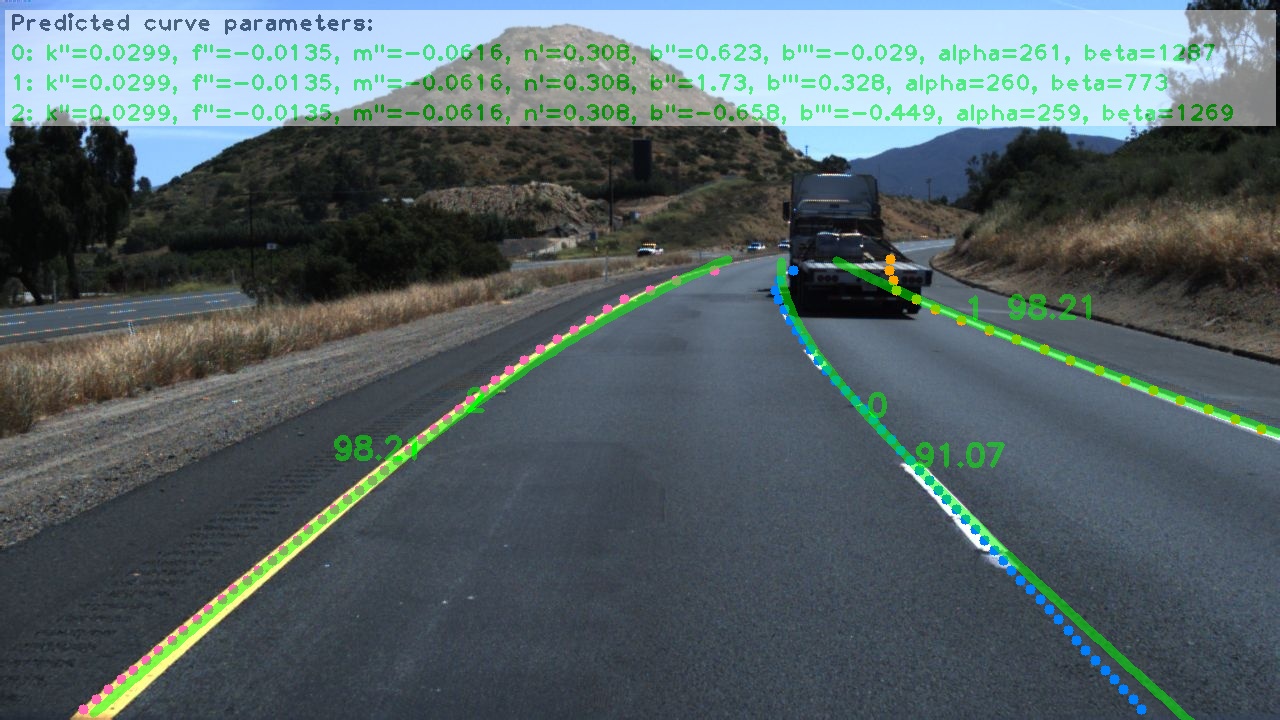 Predicted curve parameters:
0: k''=0.0299, f''=−0.0135, m''=−0.0616, n'=0.308, b''=0.623, b'''=−0.029, alpha=261, beta=1287
1: k''=0.0299, f''=−0.0135, m''=−0.0616, n'=0.308, b''=1.73, b'''=0.328, alpha=260, beta=773
2: k''=0.0299, f''=−0.0135, m''=−0.0616, n'=0.308, b''=−0.658, b'''=−0.449, alpha=259, beta=1269
1 98.21
2
0
98.21
91.07